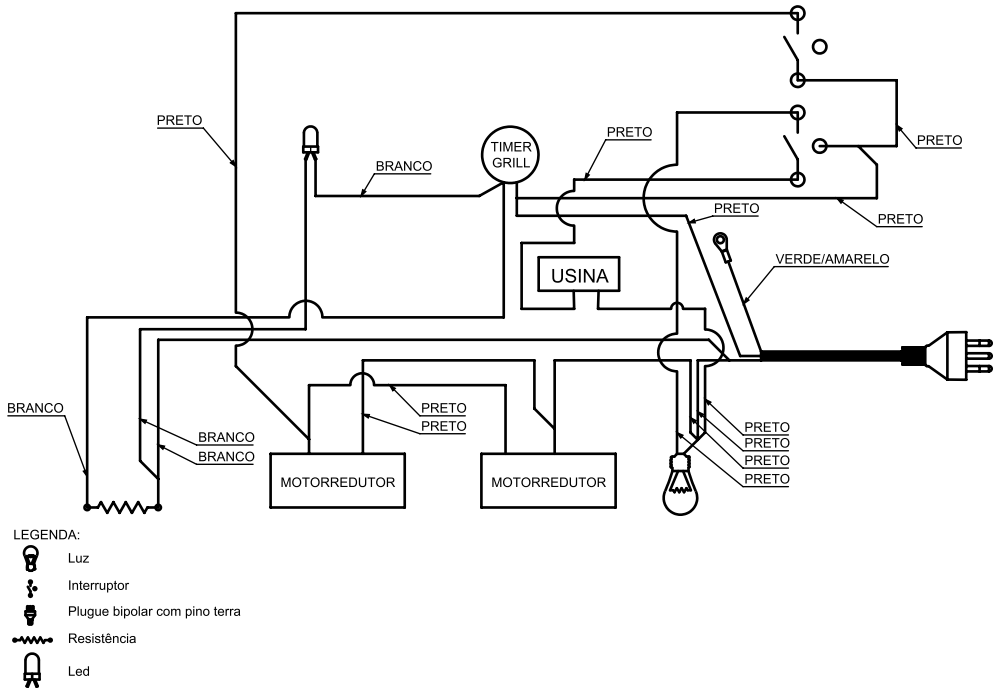 PRETO
TIMER
GRILL
BRANCO
PRETO
PRETO
PRETO
PRETO
USINA
VERDE/AMARELO
BRANCO
PRETO
PRETO
BRANCO
BRANCO
PRETO
PRETO
PRETO
PRETO
MOTORREDUTOR
MOTORREDUTOR
LEGENDA:
Luz
Interruptor
Plugue bipolar com pino terra
Resistência
Led